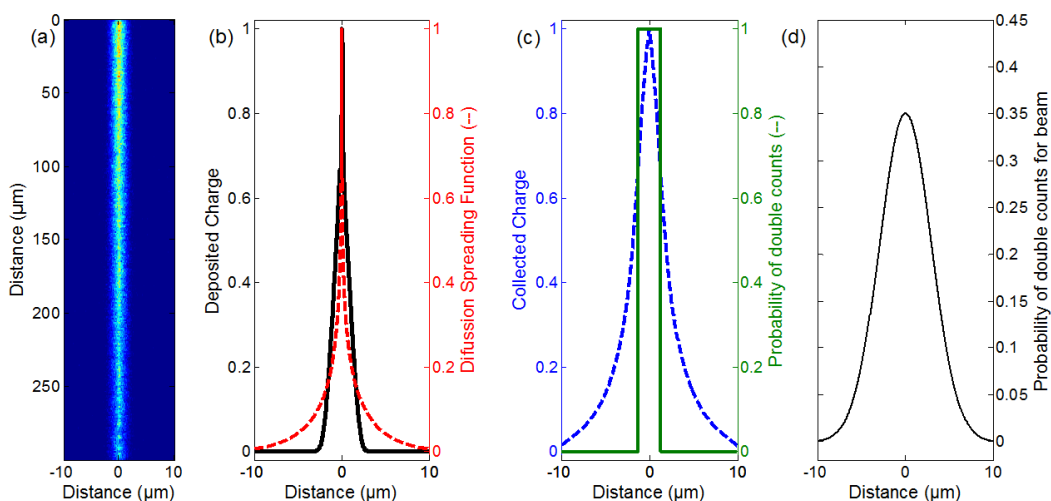 (a)
0
50
100
150
200
250
Distance (µm)
-10 0 10
Distance (µm)
(b)
1
0.8
0.6
0.4
0.2
0
Deposited Charge
1
0.8
0.6
0.4
0.2
0
Difussion Spreading Function (--)
-10 0 10
Distance (µm)
(c)
1
0.8
0.6
0.4
0.2
0
Collected Charge
1
0.8
0.6
0.4
0.2
0
Probability of double counts (--)
-10 0 10
Distance (µm)
(d)
0.45
0.4
0.35
0.3
0.25
0.2
0.15
0.1
0.05
0
Probability of double counts for beam
-10 0 10
Distance (µm)